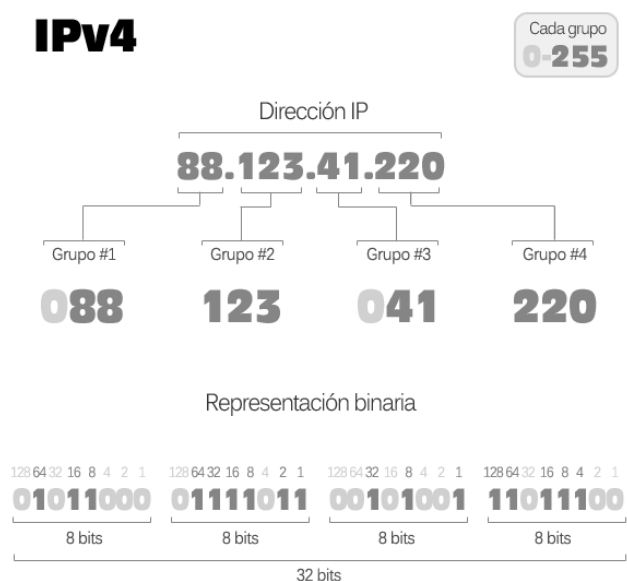 IPv4
Cada grupo
0-255
Dirección IP
88.123.41.220
Grupo #1 Grupo #2 Grupo #3 Grupo #4
088 123 041 220
Representación binaria
128 64 32 16 8 4 2 1 128 64 32 16 8 4 2 1 128 64 32 16 8 4 2 1 128 64 32 16 8 4 2 1
01011000 01111011 00101001 11011100
8 bits 8 bits 8 bits 8 bits
32 bits